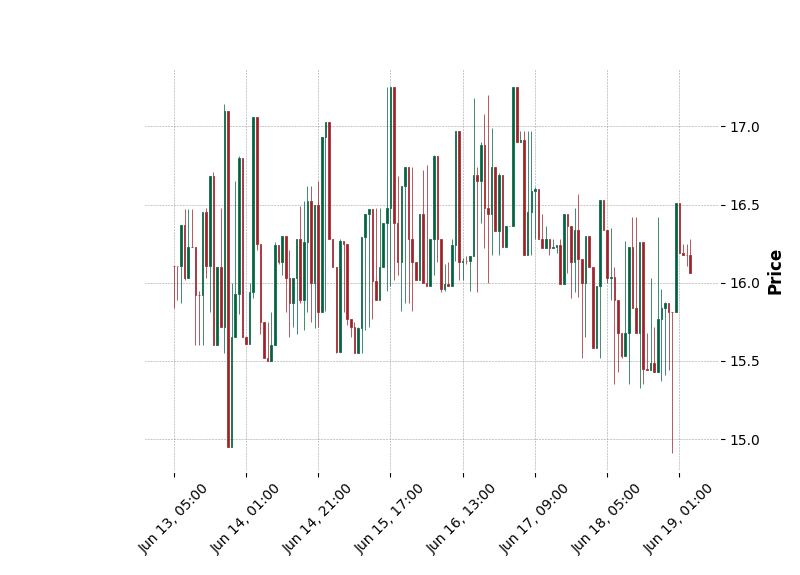 17.0
16.5
16.0
15.5
15.0
Price
Jun 13, 05:00
Jun 14, 01:00
Jun 14, 21:00
Jun 15, 17:00
Jun 16, 13:00
Jun 17, 09:00
Jun 18, 05:00
Jun 19, 01:00